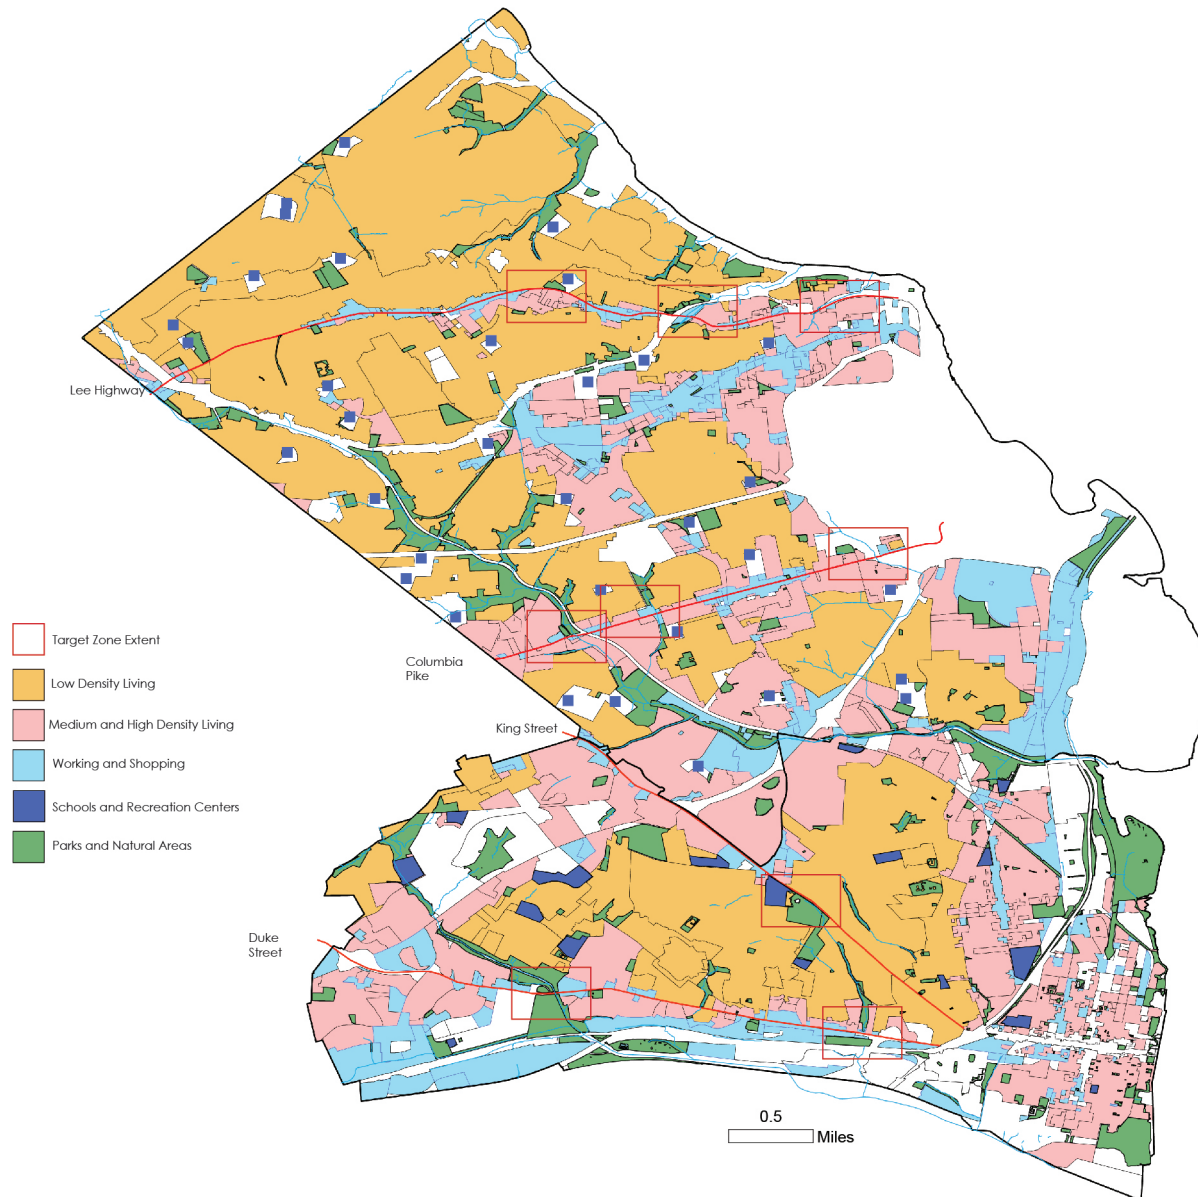 Lee Highway
Target Zone Extent
Low Density Living
Columbia
Pike
Medium and High Density Living
King Street
Working and Shopping
Schools and Recreation Centers
Parks and Natural Areas
Duke
Street
0.5
Miles